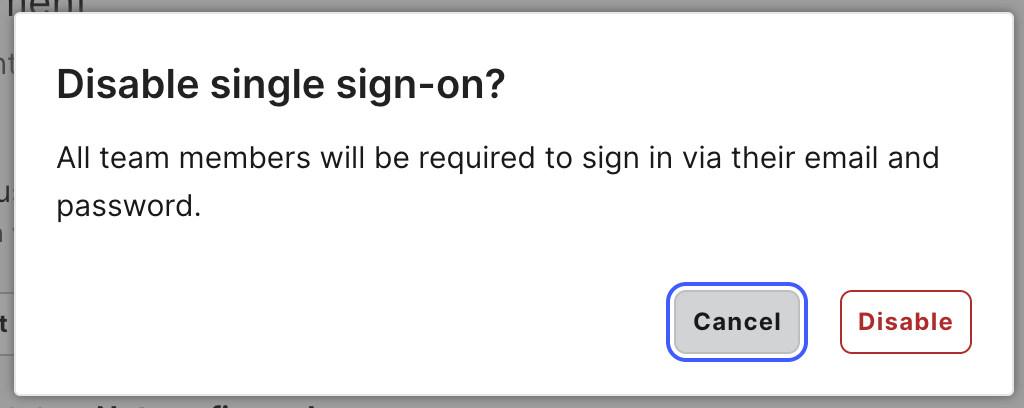 Disable single sign-on?
All team members will be required to sign in via their email and
password.
Cancel
Disable